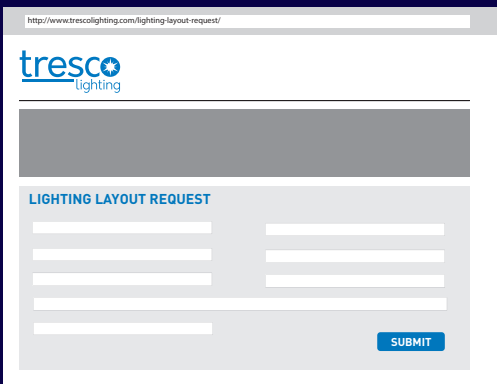 http://www.trescolighting.com/lighting-layout-request/
tresco
lighting
LIGHTING LAYOUT REQUEST
SUBMIT